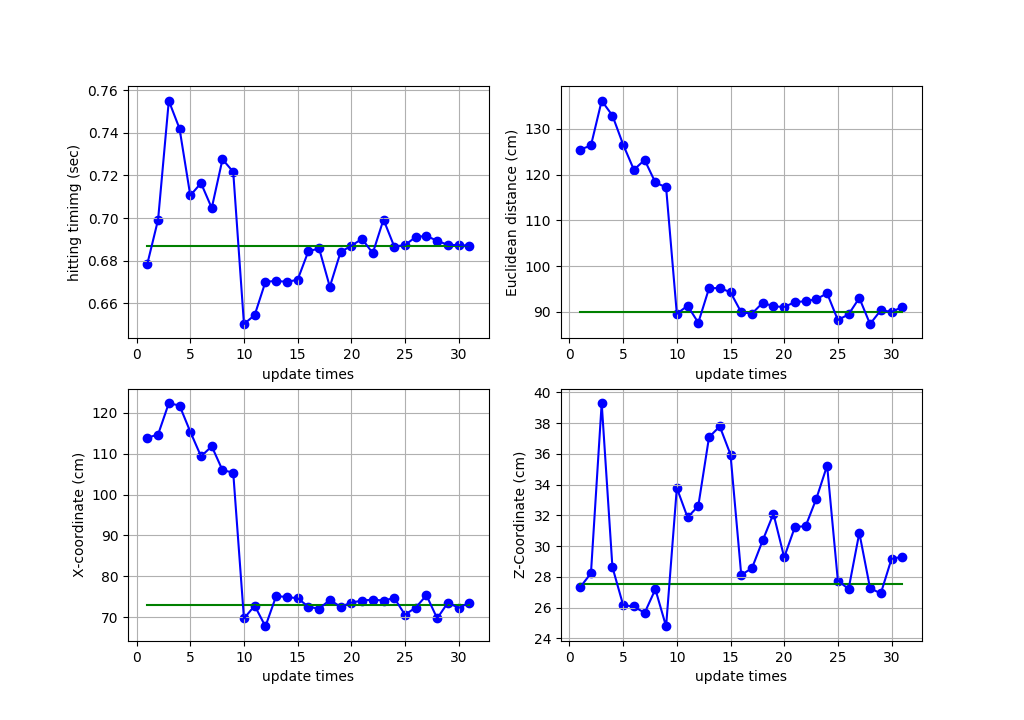 0.76
0.74
0.72
0.70
0.68
0.66
hitting timimg (sec)
0 5 10 15 20 25 30
update times
130
120
110
100
90
Euclidean distance (cm)
0 5 10 15 20 25 30
update times
120
110
100
90
80
70
X-coordinate (cm)
0 5 10 15 20 25 30
update times
40
38
36
34
32
30
28
26
24
Z-Coordinate (cm)
0 5 10 15 20 25 30
update times